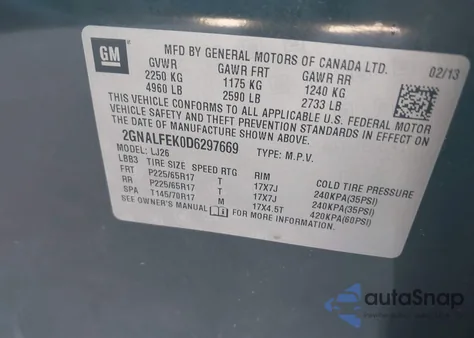 GM
MFD BY GENERAL MOTORS OF CANADA LTD.
02/13
GVWR GAWR FRT GAWR RR
2250 KG 1175 KG 1240 KG
4960 LB 2590 LB 2733 LB
THIS VEHICLE CONFORMS TO ALL APPLICABLE U.S. FEDERAL MOTOR
VEHICLE SAFETY AND THEFT PREVENTION STANDARDS IN EFFECT ON
THE DATE OF MANUFACTURE SHOWN ABOVE.
2GNALFEK0D6297669 TYPE: M.P.V.
MODEL: LJ26
LBB3 TIRE SIZE SPEED RTG RIM COLD TIRE PRESSURE
FRT P225/65R17 T 17X7J 240KPA(35PSI)
RR P225/65R17 T 17X7J 240KPA(35PSI)
SPA T145/70R17 M 17X4.5T 420KPA(60PSI)
SEE OWNER'S MANUAL
autoSnap